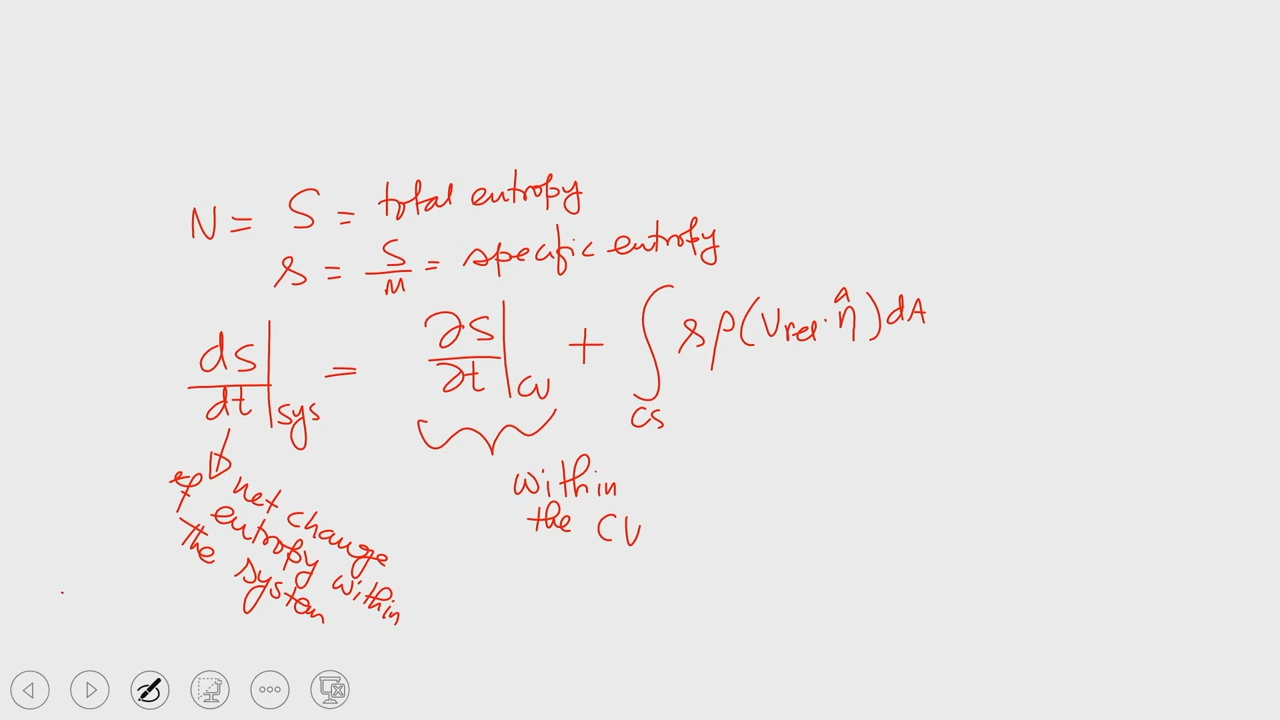 N = S = total entropy
s = S/M = specific entropy
dS/dt|sys = ∂S/∂t|CV + ∫CS sρ(Vrel · n̂) dA
net change
of entropy within
the system
within
the CV